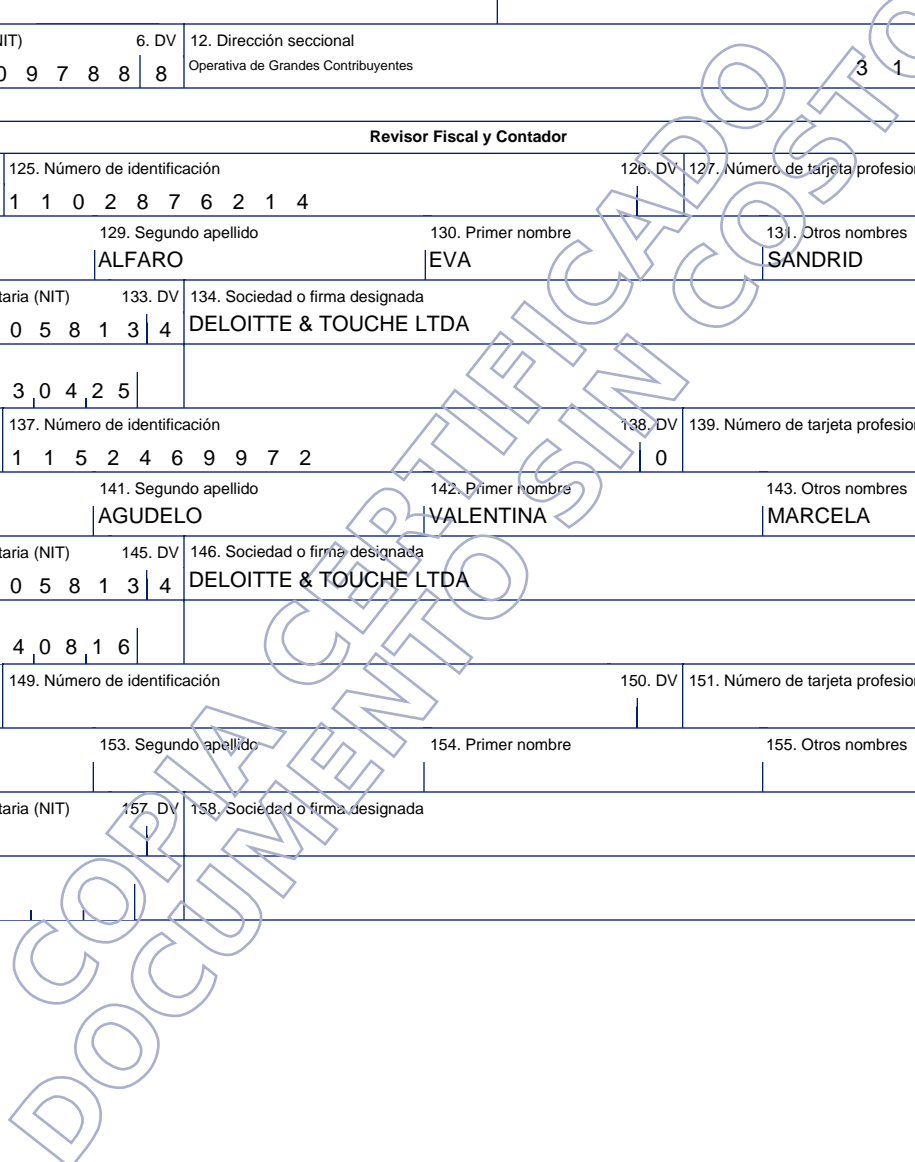 NIT) 6. DV 12. Dirección seccional
0 9 7 8 8 8 Operativa de Grandes Contribuyentes 3 1
Revisor Fiscal y Contador
125. Número de identificación 126. DV 127. Número de tarjeta profesion
1 1 0 2 8 7 6 2 1 4
129. Segundo apellido 130. Primer nombre 131. Otros nombres
ALFARO EVA SANDRID
taria (NIT) 133. DV 134. Sociedad o firma designada
0 5 8 1 3 4 DELOITTE & TOUCHE LTDA
3 0 4 2 5
137. Número de identificación 138. DV 139. Número de tarjeta profesion
1 1 5 2 4 6 9 9 7 2 0
141. Segundo apellido 142. Primer nombre 143. Otros nombres
AGUDELO VALENTINA MARCELA
taria (NIT) 145. DV 146. Sociedad o firma designada
0 5 8 1 3 4 DELOITTE & TOUCHE LTDA
4 0 8 1 6
149. Número de identificación 150. DV 151. Número de tarjeta profesion
153. Segundo apellido 154. Primer nombre 155. Otros nombres
taria (NIT) 157. DV 158. Sociedad o firma designada
COPIA CERTIFICADO
DOCUMENTO SIN COSTO